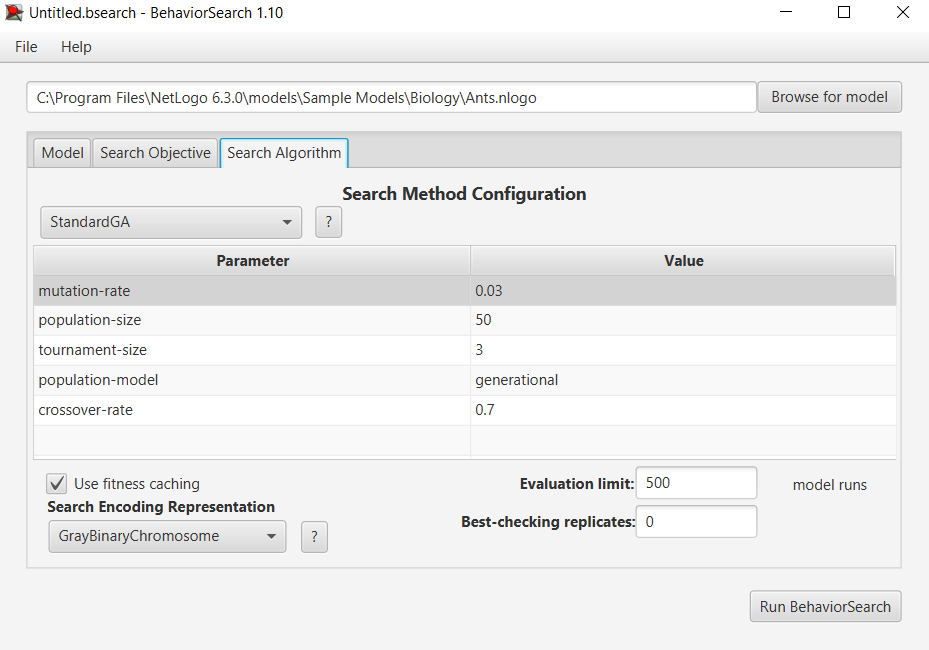 Untitled.bsearch - BehaviorSearch 1.10
File Help
C:\Program Files\NetLogo 6.3.0\models\Sample Models\Biology\Ants.nlogo Browse for model
Model Search Objective Search Algorithm
Search Method Configuration
StandardGA ?
Parameter Value
mutation-rate 0.03
population-size 50
tournament-size 3
population-model generational
crossover-rate 0.7
Use fitness caching Evaluation limit: 500 model runs
Search Encoding Representation
Best-checking replicates: 0
GrayBinaryChromosome ?
Run BehaviorSearch